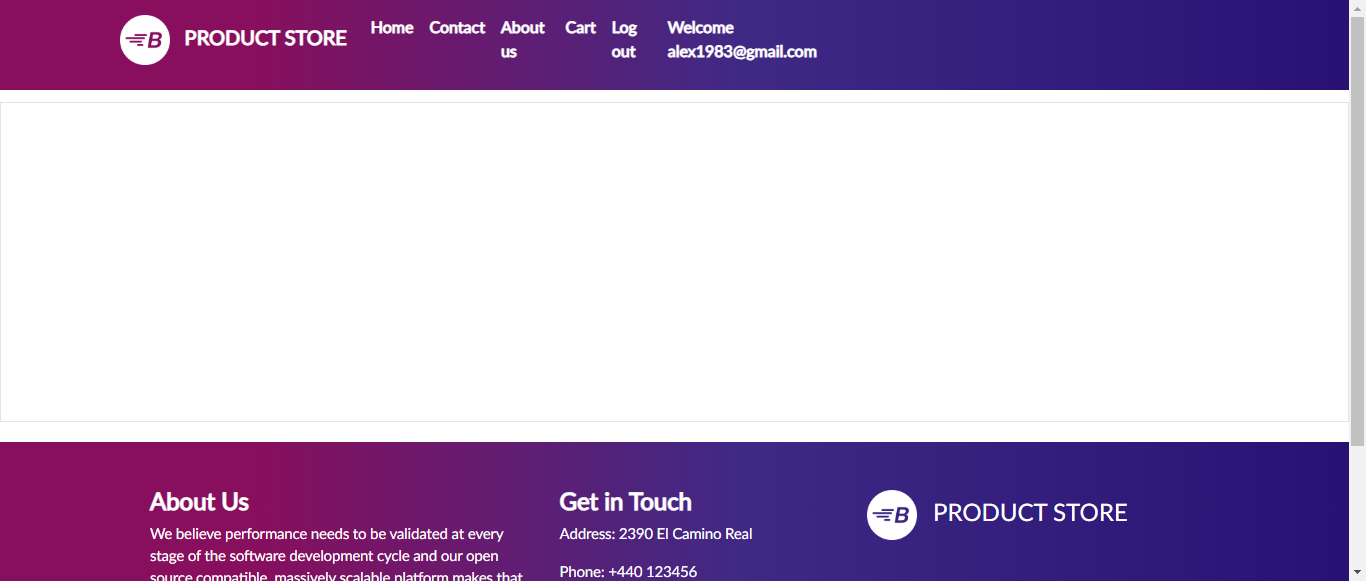 B PRODUCT STORE Home Contact About us Cart Log out Welcome alex1983@gmail.com
About Us
We believe performance needs to be validated at every
stage of the software development cycle and our open
source compatible, massively scalable platform makes that
Get in Touch
Address: 2390 El Camino Real
Phone: +440 123456
B PRODUCT STORE